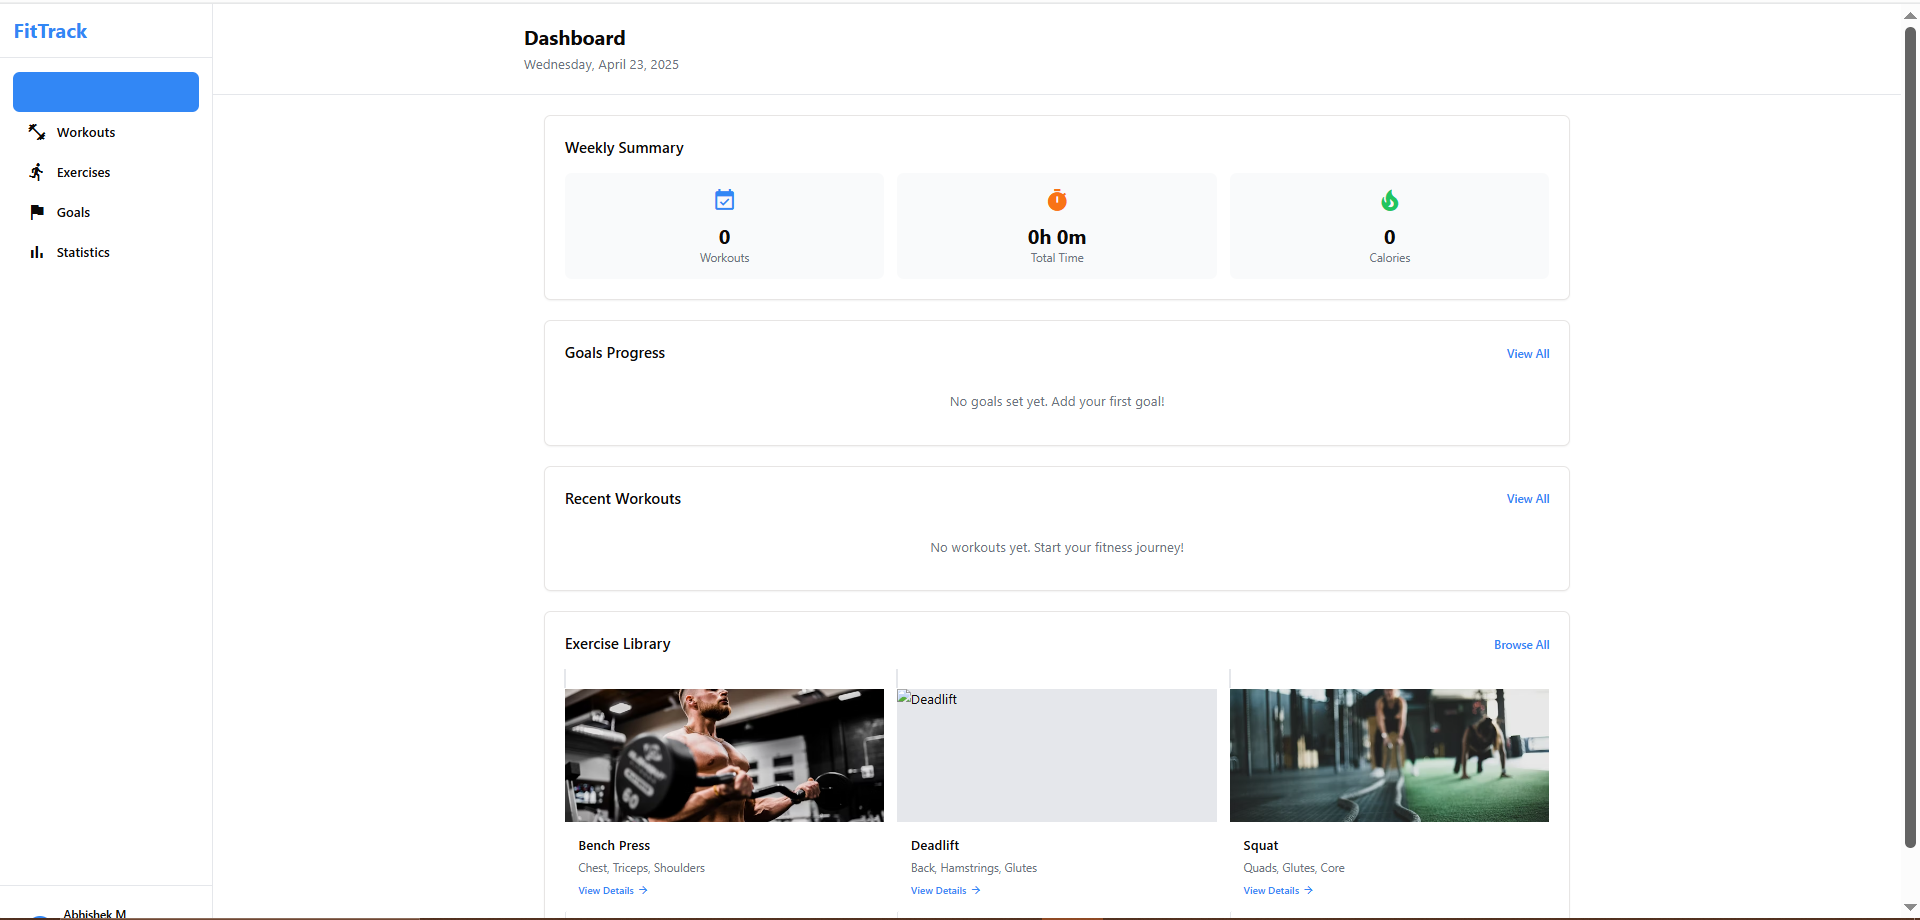 FitTrack
Workouts
Exercises
Goals
Statistics
Abhishek M
Dashboard
Wednesday, April 23, 2025
Weekly Summary
0
Workouts
0h 0m
Total Time
0
Calories
Goals Progress
View All
No goals set yet. Add your first goal!
Recent Workouts
View All
No workouts yet. Start your fitness journey!
Exercise Library
Browse All
Deadlift
60
Bench Press
Chest, Triceps, Shoulders
View Details →
Deadlift
Back, Hamstrings, Glutes
View Details →
Squat
Quads, Glutes, Core
View Details →